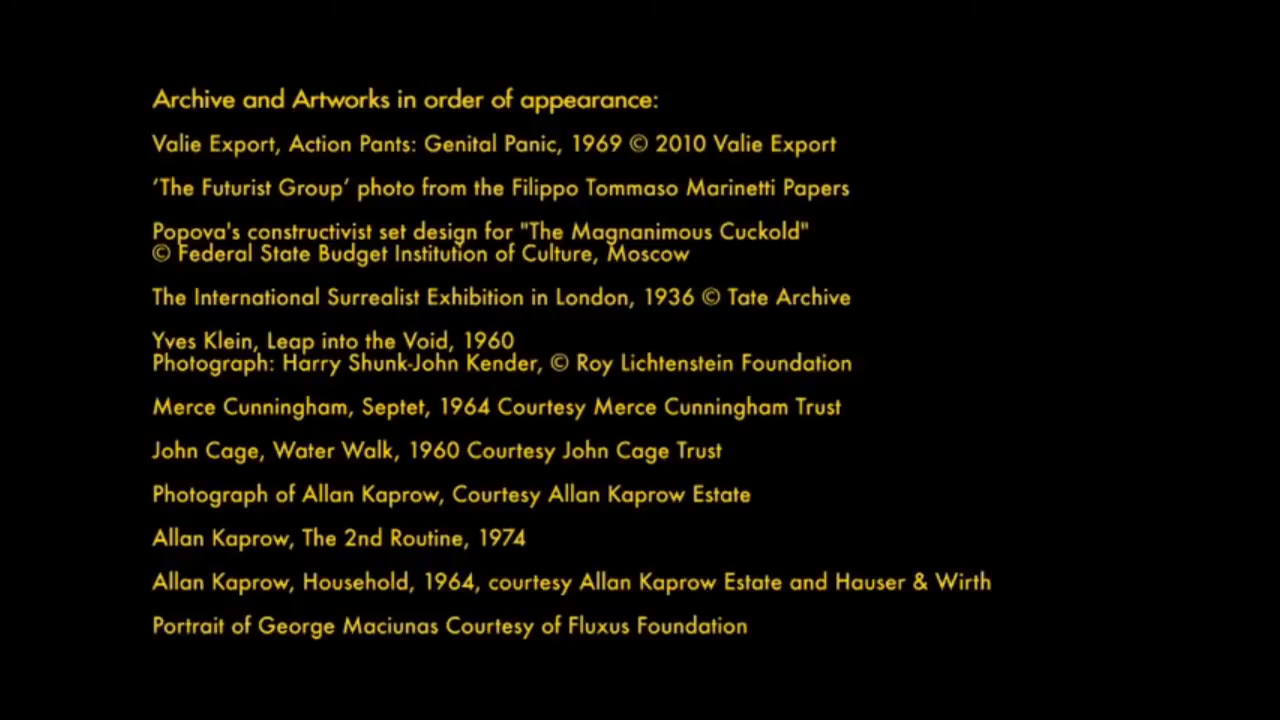 Archive and Artworks in order of appearance:
Valie Export, Action Pants: Genital Panic, 1969 © 2010 Valie Export
‘The Futurist Group’ photo from the Filippo Tommaso Marinetti Papers
Popova's constructivist set design for "The Magnanimous Cuckold"
© Federal State Budget Institution of Culture, Moscow
The International Surrealist Exhibition in London, 1936 © Tate Archive
Yves Klein, Leap into the Void, 1960
Photograph: Harry Shunk-John Kender, © Roy Lichtenstein Foundation
Merce Cunningham, Septet, 1964 Courtesy Merce Cunningham Trust
John Cage, Water Walk, 1960 Courtesy John Cage Trust
Photograph of Allan Kaprow, Courtesy Allan Kaprow Estate
Allan Kaprow, The 2nd Routine, 1974
Allan Kaprow, Household, 1964, courtesy Allan Kaprow Estate and Hauser & Wirth
Portrait of George Maciunas Courtesy of Fluxus Foundation